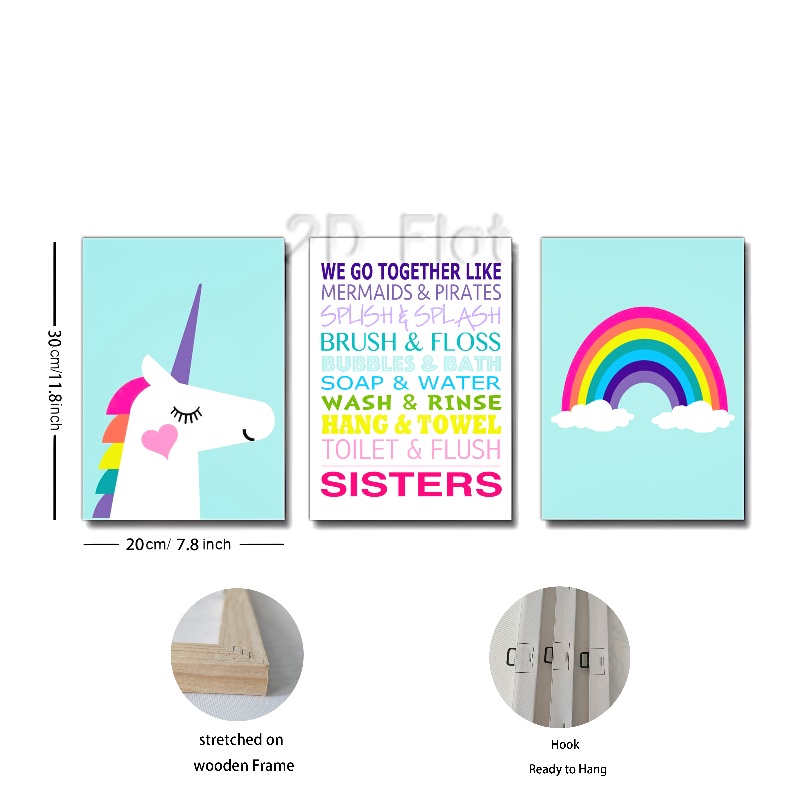 2D Flat
WE GO TOGETHER LIKE
MERMAIDS & PIRATES
SPLISH & SPLASH
BRUSH & FLOSS
BUBBLES & BATH
SOAP & WATER
WASH & RINSE
HANG & TOWEL
TOILET & FLUSH
SISTERS
30cm/11.8inch
20cm/ 7.8 inch
stretched on
wooden Frame
Hook
Ready to Hang